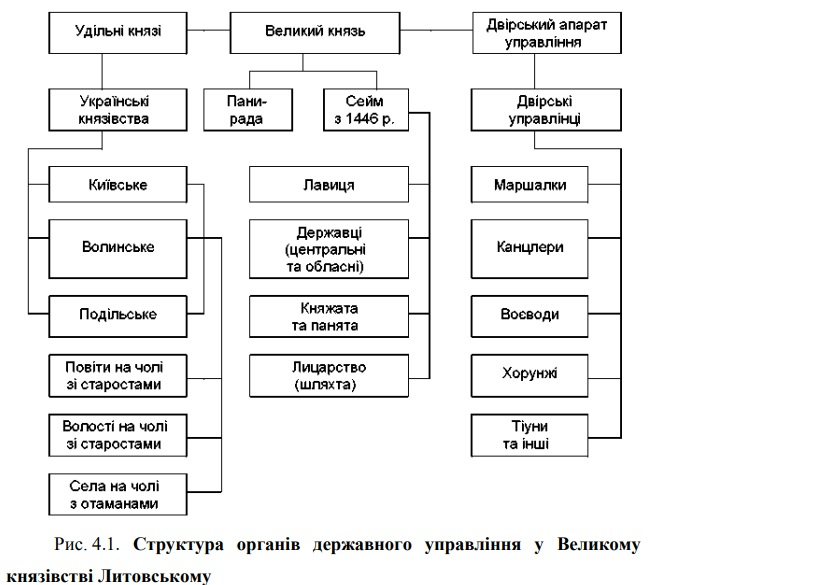 Удільні князі
Великий князь
Двірський апарат
управління
Українські
князівства
Пани-
рада
Сейм
з 1446 р.
Двірські
управлінці
Київське
Волинське
Подільське
Повіти на чолі
зі старостами
Волості на чолі
зі старостами
Села на чолі
з отаманами
Лавиця
Державці
(центральні
та обласні)
Княжата
та панята
Лицарство
(шляхта)
Маршалки
Канцлери
Воєводи
Хорунжі
Тіуни
та інші
Рис. 4.1. Структура органів державного управління у Великому
князівстві Литовському